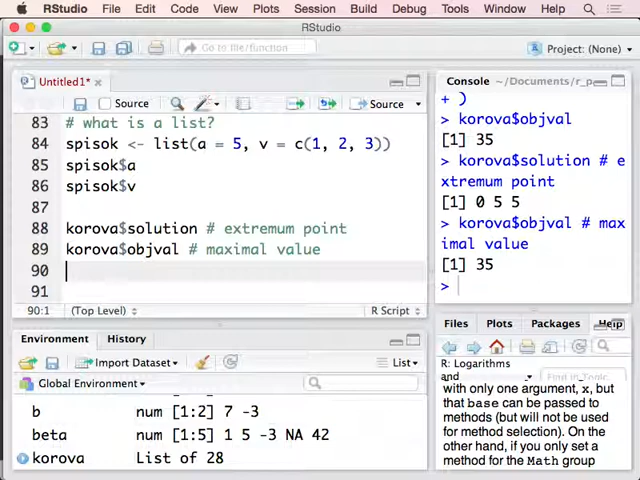 RStudio File Edit Code View Plots Session Build Debug Tools Window Help
RStudio
Go to file/function
Project: (None)
Untitled1*
Source
Source
83 # what is a list?
84 spisok <- list(a = 5, v = c(1, 2, 3))
85 spisok$a
86 spisok$v
87
88 korova$solution # extremum point
89 korova$objval # maximal value
90
91
90:1 (Top Level) R Script
Environment History
Import Dataset
List
Global Environment
b num [1:2] 7 -3
beta num [1:5] 1 5 -3 NA 42
korova List of 28
Console ~/Documents/r_p
+ )
> korova$objval
[1] 35
> korova$solution # e
xtremum point
[1] 0 5 5
> korova$objval # max
imal value
[1] 35
>
Files Plots Packages Help
R: Logarithms
and
Find in Topic
with only one argument, x, but
that base can be passed to
methods (but will not be used
for method selection). On the
other hand, if you only set a
method for the Math group